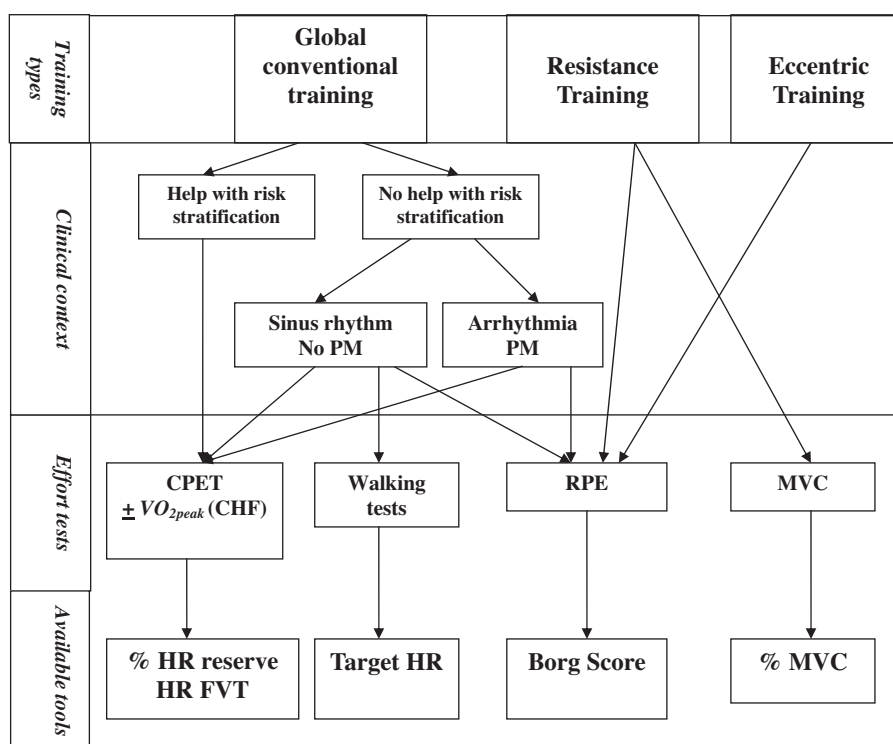 Training
types
Global
conventional
training
Resistance
Training
Eccentric
Training
Clinical context
Help with risk
stratification
No help with risk
stratification
Sinus rhythm
No PM
Arrhythmia
PM
Effort tests
CPET
± VO2peak (CHF)
Walking
tests
RPE
MVC
Available tools
% HR reserve
HR FVT
Target HR
Borg Score
% MVC